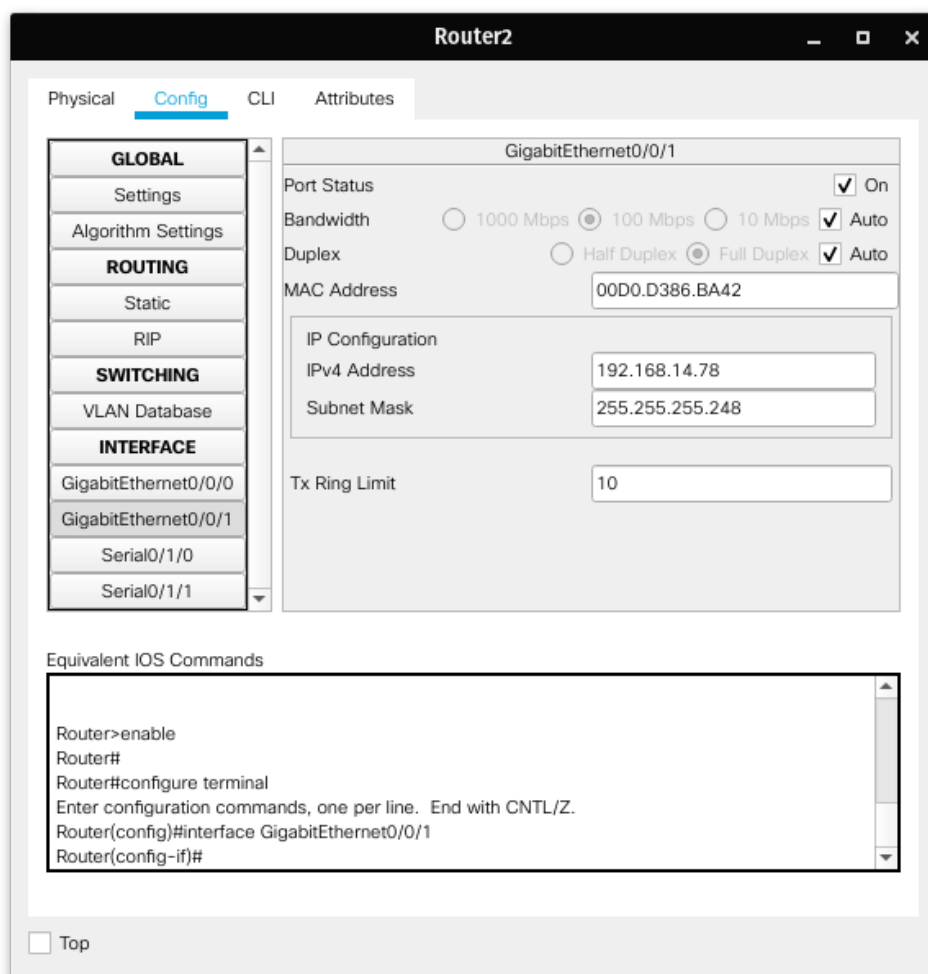 Router2
Physical Config CLI Attributes
GLOBAL
Settings
Algorithm Settings
ROUTING
Static
RIP
SWITCHING
VLAN Database
INTERFACE
GigabitEthernet0/0/0
GigabitEthernet0/0/1
Serial0/1/0
Serial0/1/1
GigabitEthernet0/0/1
Port Status On
Bandwidth 1000 Mbps 100 Mbps 10 Mbps Auto
Duplex Half Duplex Full Duplex Auto
MAC Address 00D0.D386.BA42
IP Configuration
IPv4 Address 192.168.14.78
Subnet Mask 255.255.255.248
Tx Ring Limit 10
Equivalent IOS Commands
Router>enable
Router#
Router#configure terminal
Enter configuration commands, one per line. End with CNTL/Z.
Router(config)#interface GigabitEthernet0/0/1
Router(config-if)#
Top